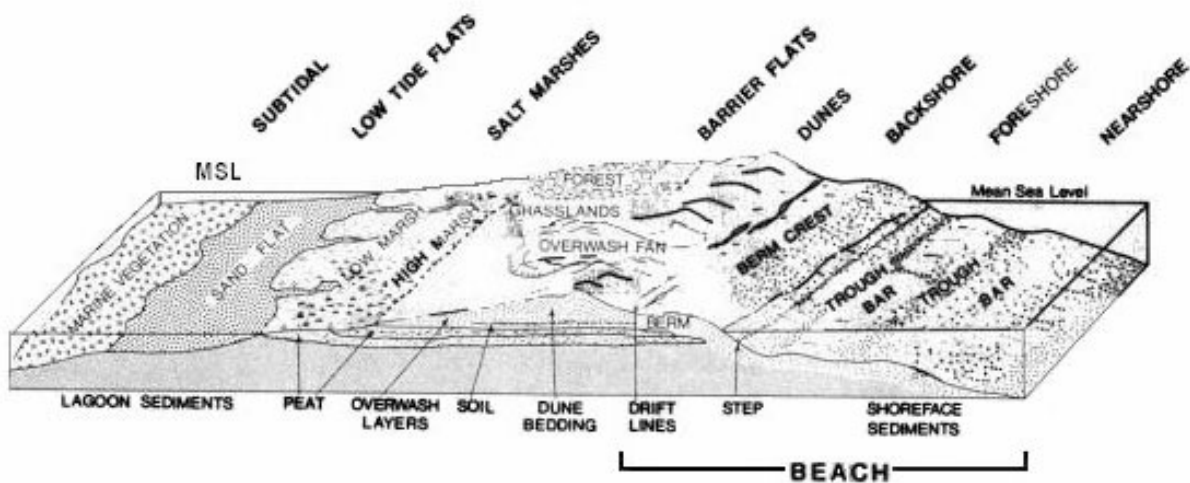 SUBTIDAL
LOW TIDE FLATS
SALT MARSHES
BARRIER FLATS
DUNES
BACKSHORE
FORESHORE
NEARSHORE
MSL
Mean Sea Level
FOREST
GRASSLANDS
OVERWASH FAN
MARINE VEGETATION
SAND FLAT
LOW MARSH
HIGH MARSH
BERM CREST
TROUGH
BAR
TROUGH
BAR
BERM
LAGOON SEDIMENTS
PEAT
OVERWASH
LAYERS
SOIL
DUNE
BEDDING
DRIFT
LINES
STEP
SHOREFACE
SEDIMENTS
BEACH